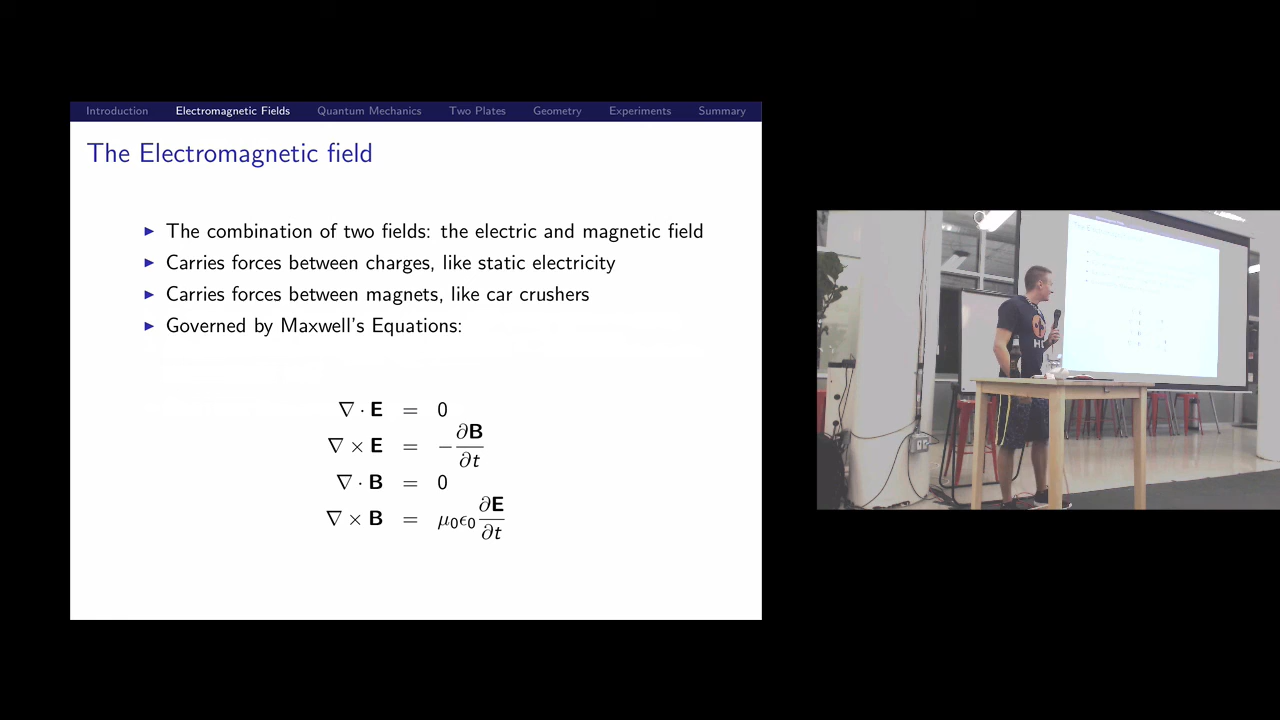 Introduction Electromagnetic Fields Quantum Mechanics Two Plates Geometry Experiments Summary
The Electromagnetic field
The combination of two fields: the electric and magnetic field
Carries forces between charges, like static electricity
Carries forces between magnets, like car crushers
Governed by Maxwell's Equations:
∇ · E = 0
∇ × E = −∂B/∂t
∇ · B = 0
∇ × B = μ₀ϵ₀ ∂E/∂t